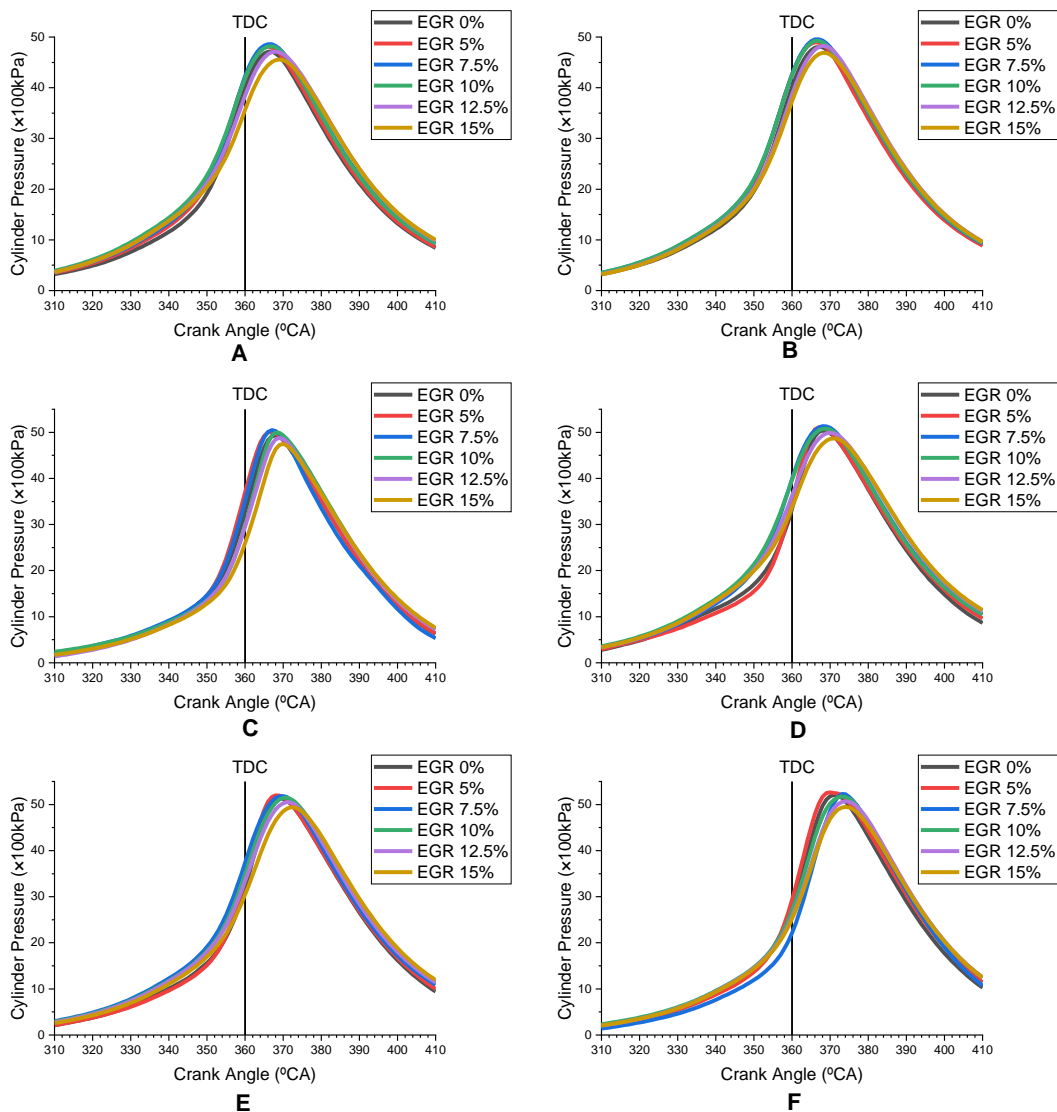 TDC
EGR 0%
EGR 5%
EGR 7.5%
EGR 10%
EGR 12.5%
EGR 15%
Cylinder Pressure (×100kPa)
50
40
30
20
10
0
310 320 330 340 350 360 370 380 390 400 410
Crank Angle (ºCA)
A
TDC
EGR 0%
EGR 5%
EGR 7.5%
EGR 10%
EGR 12.5%
EGR 15%
Cylinder Pressure (×100kPa)
50
40
30
20
10
0
310 320 330 340 350 360 370 380 390 400 410
Crank Angle (ºCA)
B
TDC
EGR 0%
EGR 5%
EGR 7.5%
EGR 10%
EGR 12.5%
EGR 15%
Cylinder Pressure (×100kPa)
50
40
30
20
10
0
310 320 330 340 350 360 370 380 390 400 410
Crank Angle (ºCA)
C
TDC
EGR 0%
EGR 5%
EGR 7.5%
EGR 10%
EGR 12.5%
EGR 15%
Cylinder Pressure (×100kPa)
50
40
30
20
10
0
310 320 330 340 350 360 370 380 390 400 410
Crank Angle (ºCA)
D
TDC
EGR 0%
EGR 5%
EGR 7.5%
EGR 10%
EGR 12.5%
EGR 15%
Cylinder Pressure (×100kPa)
50
40
30
20
10
0
310 320 330 340 350 360 370 380 390 400 410
Crank Angle (ºCA)
E
TDC
EGR 0%
EGR 5%
EGR 7.5%
EGR 10%
EGR 12.5%
EGR 15%
Cylinder Pressure (×100kPa)
50
40
30
20
10
0
310 320 330 340 350 360 370 380 390 400 410
Crank Angle (ºCA)
F